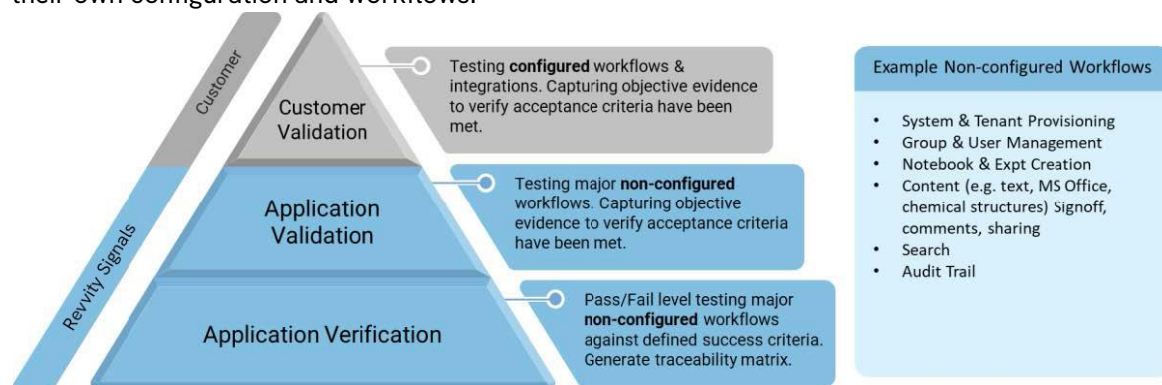 their own configuration and workflows.
Customer
Customer
Validation
Testing configured workflows &
integrations. Capturing objective evidence
to verify acceptance criteria have been
met.
Revvity Signals
Application
Validation
Testing major non-configured
workflows. Capturing objective
evidence to verify acceptance criteria
have been met.
Application Verification
Pass/Fail level testing major
non-configured workflows
against defined success criteria.
Generate traceability matrix.
Example Non-configured Workflows
• System & Tenant Provisioning
• Group & User Management
• Notebook & Expt Creation
• Content (e.g. text, MS Office,
chemical structures) Signoff,
comments, sharing
• Search
• Audit Trail